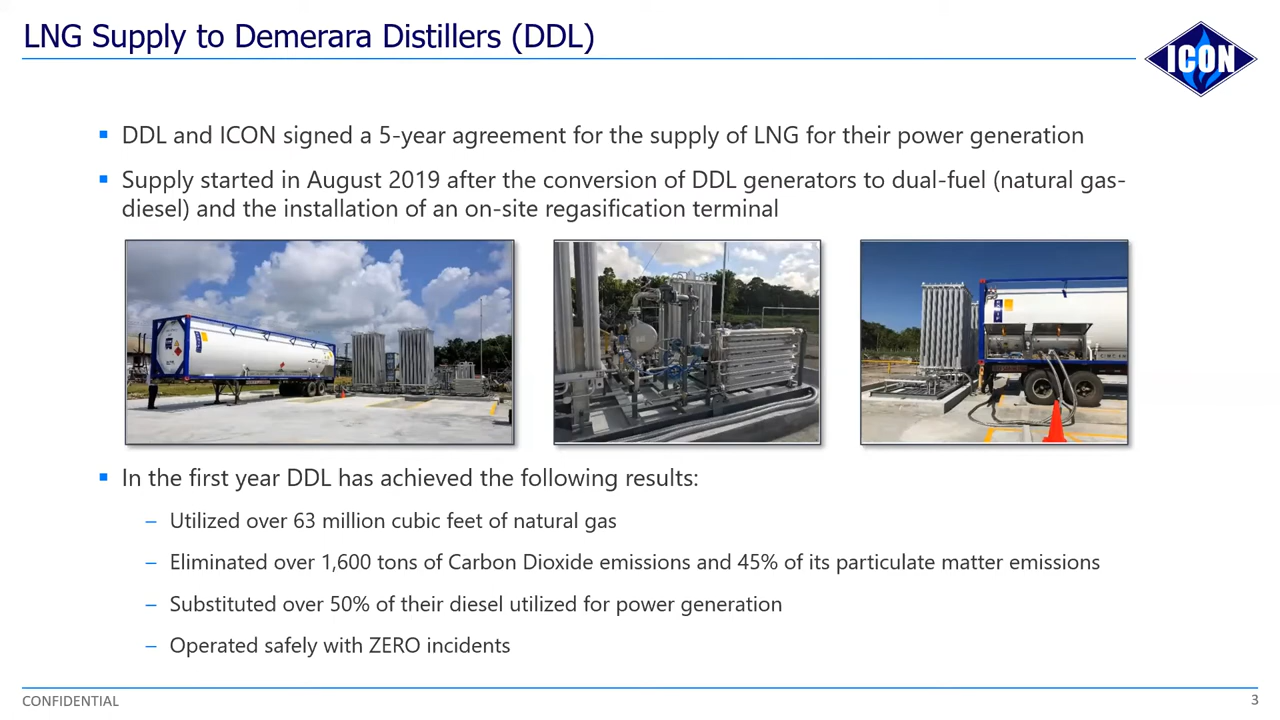 LNG Supply to Demerara Distillers (DDL)
ICON
▪ DDL and ICON signed a 5-year agreement for the supply of LNG for their power generation
▪ Supply started in August 2019 after the conversion of DDL generators to dual-fuel (natural gas-
diesel) and the installation of an on-site regasification terminal
▪ In the first year DDL has achieved the following results:
– Utilized over 63 million cubic feet of natural gas
– Eliminated over 1,600 tons of Carbon Dioxide emissions and 45% of its particulate matter emissions
– Substituted over 50% of their diesel utilized for power generation
– Operated safely with ZERO incidents
CONFIDENTIAL
3